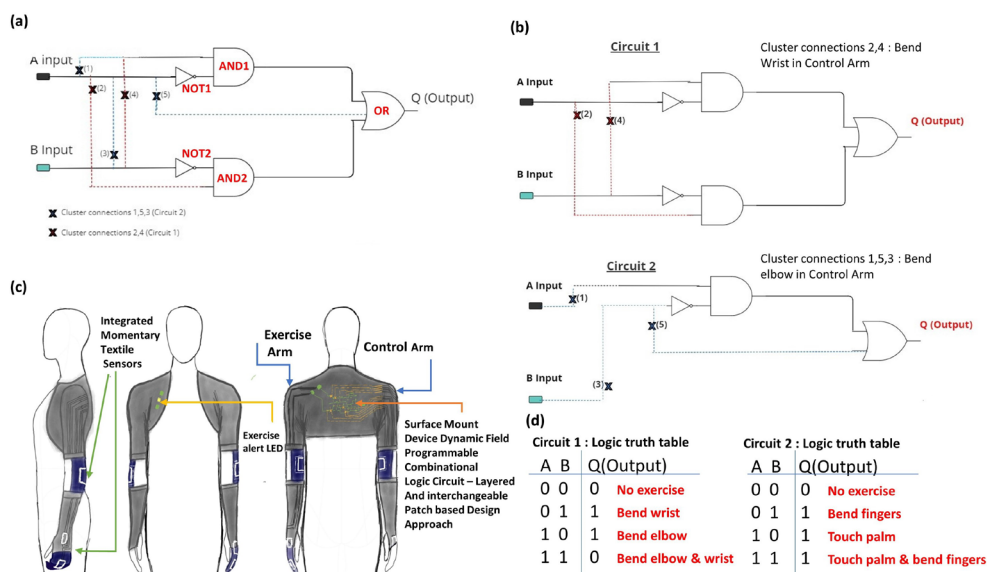 (a)
A input
(1)
(2)
(4)
(5)
NOT1
AND1
OR
Q (Output)
B Input
(3)
NOT2
AND2
Cluster connections 1,5,3 (Circuit 2)
Cluster connections 2,4 (Circuit 1)
(b)
Circuit 1
Cluster connections 2,4 : Bend
Wrist in Control Arm
A Input
(2)
(4)
Q (Output)
B Input
Circuit 2
Cluster connections 1,5,3 : Bend
elbow in Control Arm
A Input
(1)
(5)
Q (Output)
B Input
(3)
(c)
Integrated
Momentary
Textile
Sensors
Exercise
Arm
Control Arm
Exercise
alert LED
Surface Mount
Device Dynamic Field
Programmable
Combinational
Logic Circuit – Layered
And interchangeable
Patch based Design
Approach
(d)
Circuit 1 : Logic truth table
A B Q(Output)
0 0 0 No exercise
0 1 1 Bend wrist
1 0 1 Bend elbow
1 1 0 Bend elbow & wrist
Circuit 2 : Logic truth table
A B Q(Output)
0 0 0 No exercise
0 1 1 Bend fingers
1 0 1 Touch palm
1 1 1 Touch palm & bend fingers